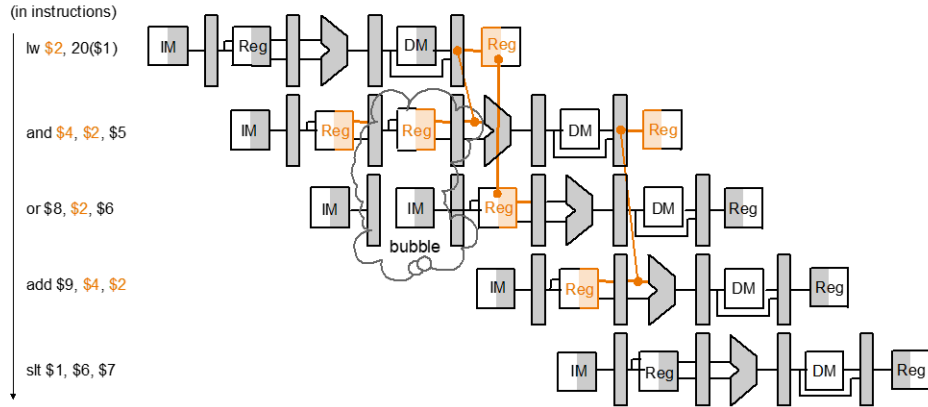 (in instructions)
lw $2, 20($1)
IM Reg DM Reg
and $4, $2, $5
IM Reg Reg DM Reg
or $8, $2, $6
IM IM Reg DM Reg
bubble
add $9, $4, $2
IM Reg DM Reg
slt $1, $6, $7
IM Reg DM Reg